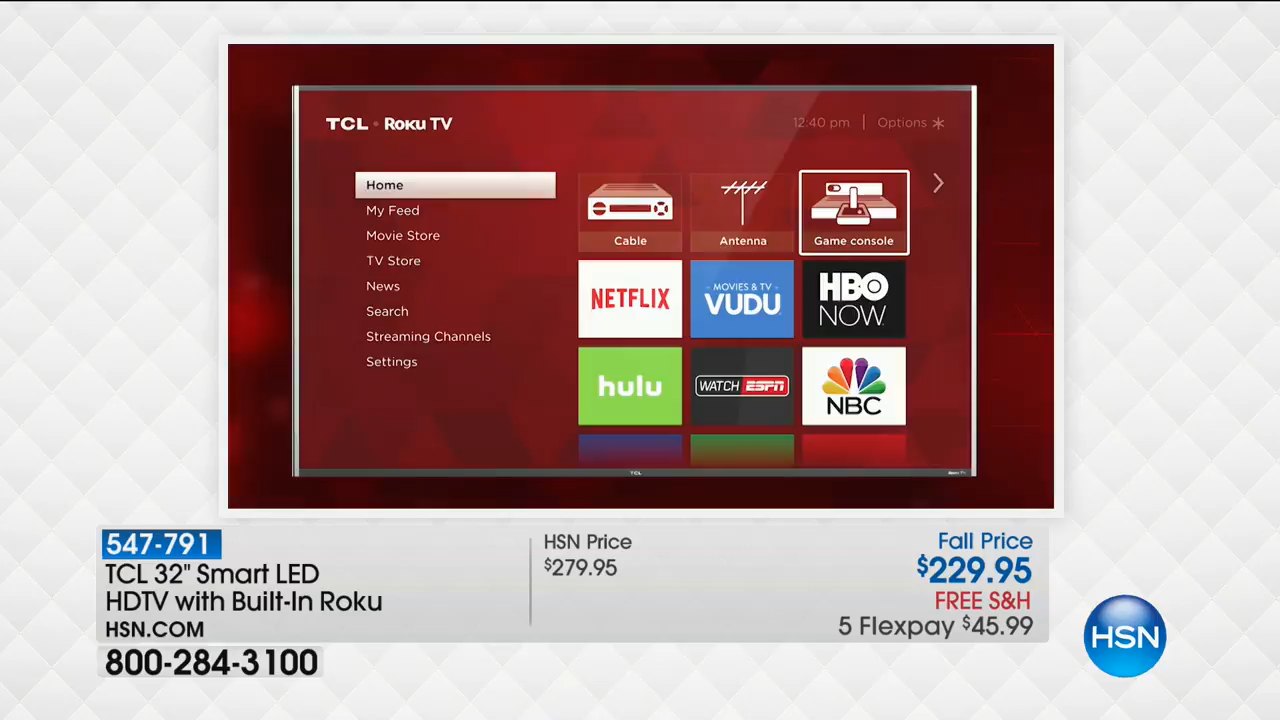 TCL • Roku TV
12:40 pm | Options *
Home
My Feed
Movie Store
TV Store
News
Search
Streaming Channels
Settings
Cable
Antenna
Game console
NETFLIX
MOVIES & TV
VUDU
HBO
NOW
hulu
WATCH ESPN
NBC
TCL
Roku TV
547-791
TCL 32" Smart LED
HDTV with Built-In Roku
HSN.COM
800-284-3100
HSN Price
$279.95
Fall Price
$229.95
FREE S&H
5 Flexpay $45.99
HSN